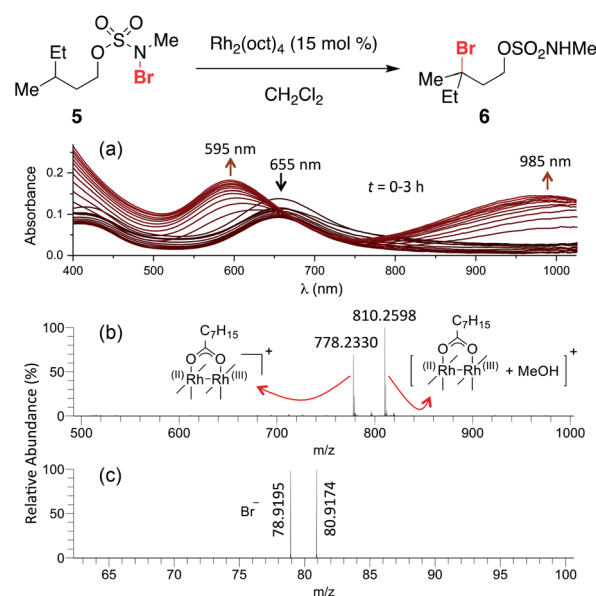 Et
O
O
S
O
N
Me
Br
Me
5
Rh₂(oct)₄ (15 mol %)
CH₂Cl₂
Br
OSO₂NHMe
Me
Et
6
(a)
595 nm
655 nm
985 nm
t = 0-3 h
Absorbance
0.2
0.1
0.0
400 500 600 700 800 900 1000
λ (nm)
(b)
Relative Abundance (%)
100
50
0
C₇H₁₅
O O
(II) Rh–Rh (III)
+
778.2330
810.2598
C₇H₁₅
O O
(II) Rh–Rh (III) + MeOH
+
500 600 700 800 900 1000
m/z
(c)
100
50
0
Br⁻
78.9195
80.9174
65 70 75 80 85 90 95 100
m/z